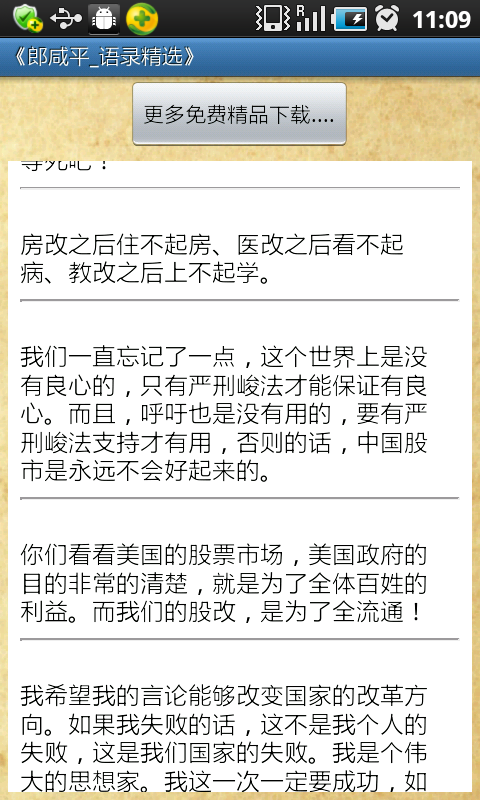 11:09
《郎咸平_语录精选》
更多免费精品下载....
等死吧！
房改之后住不起房、医改之后看不起
病、教改之后上不起学。
我们一直忘记了一点，这个世界上是没
有良心的，只有严刑峻法才能保证有良
心。而且，呼吁也是没有用的，要有严
刑峻法支持才有用，否则的话，中国股
市是永远不会好起来的。
你们看看美国的股票市场，美国政府的
目的非常的清楚，就是为了全体百姓的
利益。而我们的股改，是为了全流通！
我希望我的言论能够改变国家的改革方
向。如果我失败的话，这不是我个人的
失败，这是我们国家的失败。我是个伟
大的思想家。我这一次一定要成功，如